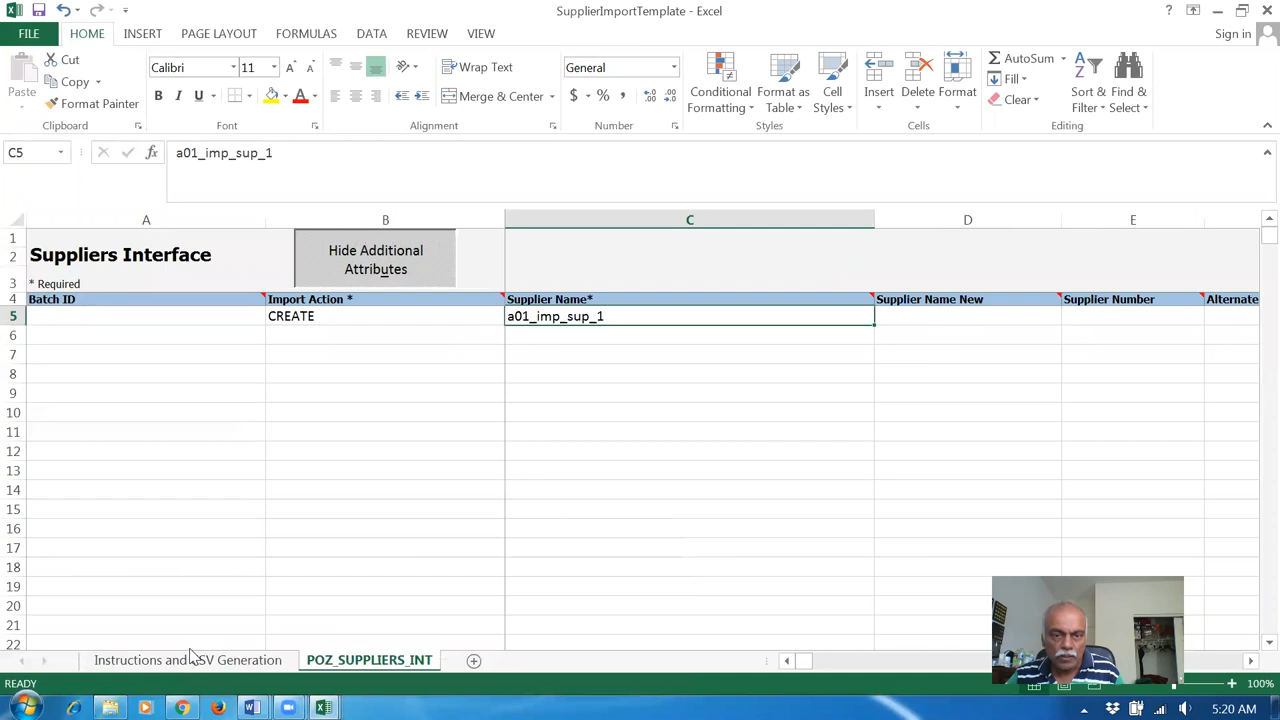 SupplierImportTemplate - Excel
FILE HOME INSERT PAGE LAYOUT FORMULAS DATA REVIEW VIEW Sign in
Paste
Cut
Copy
Format Painter
Clipboard
Calibri 11
B I U
Font
Wrap Text
Merge & Center
Alignment
General
$ % ,
Number
Conditional Formatting
Format as Table
Cell Styles
Styles
Insert Delete Format
Cells
AutoSum
Fill
Clear
Sort & Filter
Find & Select
Editing
C5 fx a01_imp_sup_1
A B C D E
1
2 Suppliers Interface
Hide Additional
Attributes
3 * Required
4 Batch ID Import Action * Supplier Name* Supplier Name New Supplier Number Alternate
5 CREATE a01_imp_sup_1
6
7
8
9
10
11
12
13
14
15
16
17
18
19
20
21
22
Instructions and CSV Generation POZ_SUPPLIERS_INT
READY 100%
5:20 AM